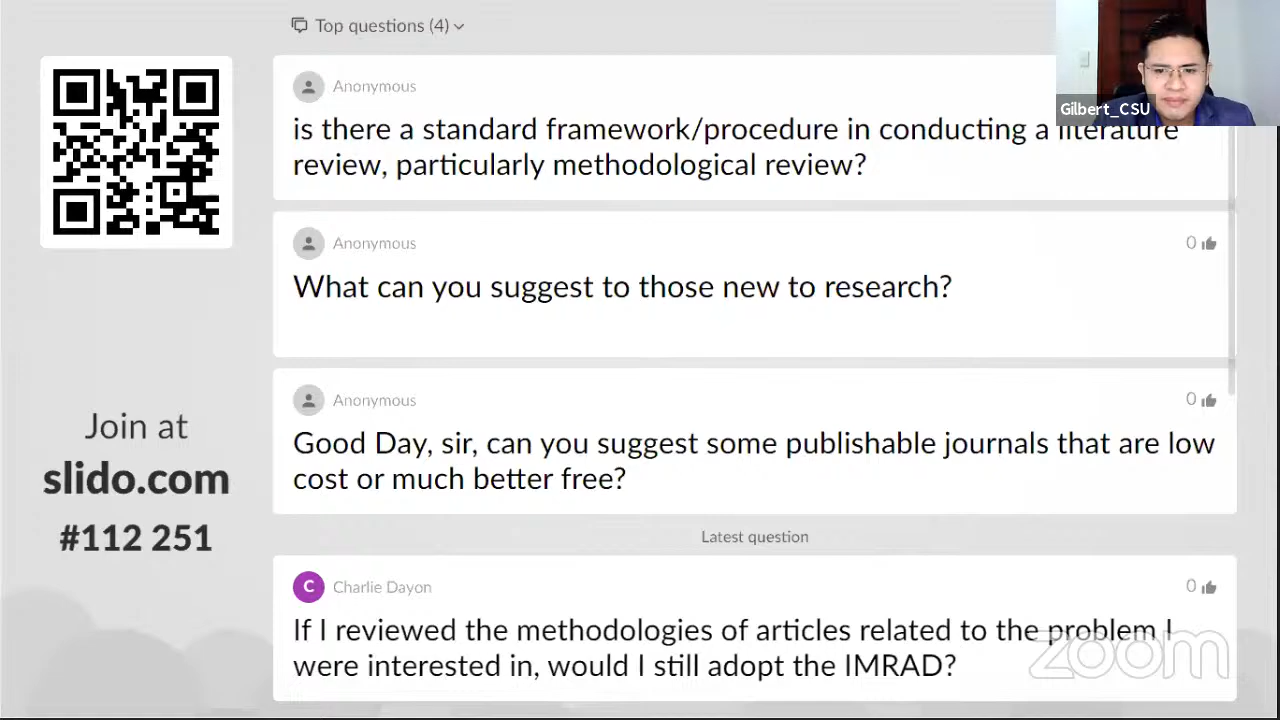 Top questions (4)
Anonymous
is there a standard framework/procedure in conducting a literature
review, particularly methodological review?
Gilbert_CSU
Anonymous
0
What can you suggest to those new to research?
Anonymous
0
Good Day, sir, can you suggest some publishable journals that are low
cost or much better free?
Join at
slido.com
#112 251
Latest question
C
Charlie Dayon
0
If I reviewed the methodologies of articles related to the problem I
were interested in, would I still adopt the IMRAD?
zoom